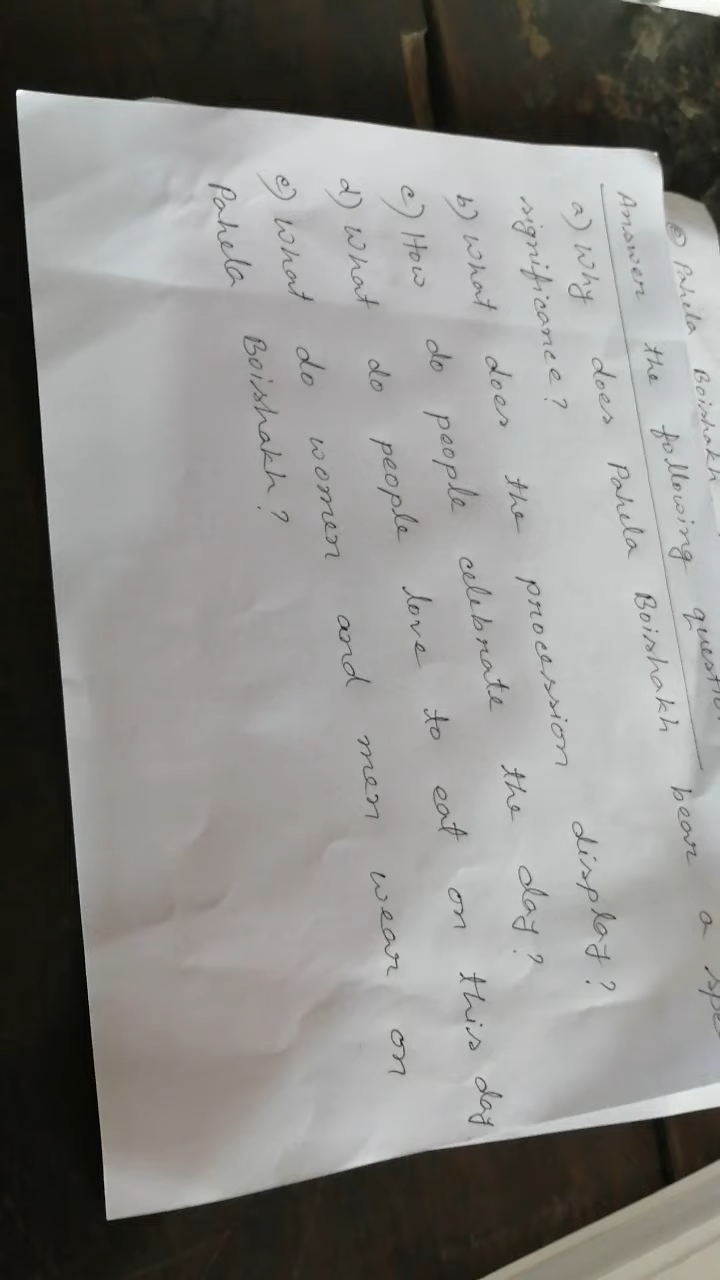 Pahela Boishakh
Answer the following questio
a) Why does Pahela Boishakh bear a spe
significance?
b) What does the procession display?
c) How do people celebrate the day?
d) What do people love to eat on this day
e) What do women and men wear on
Pahela Boishakh?